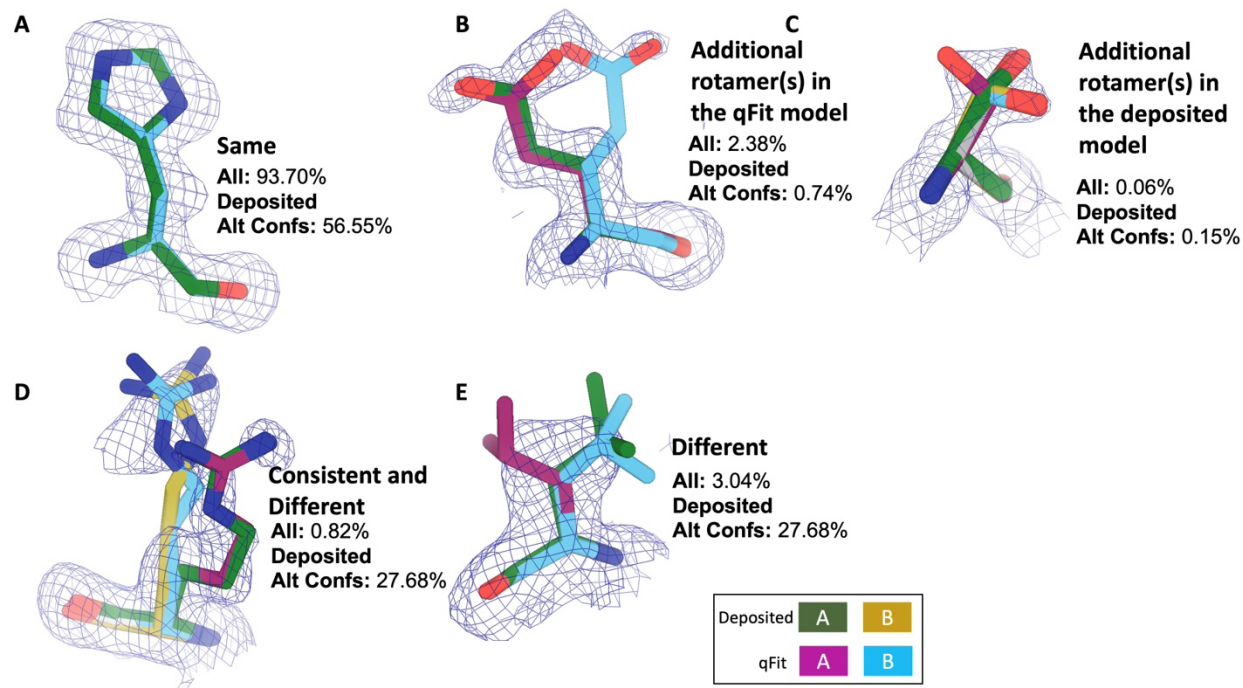 A
Same
All: 93.70%
Deposited
Alt Confs: 56.55%
B
Additional
rotamer(s) in
the qFit model
All: 2.38%
Deposited
Alt Confs: 0.74%
C
Additional
rotamer(s) in
the deposited
model
All: 0.06%
Deposited
Alt Confs: 0.15%
D
Consistent and
Different
All: 0.82%
Deposited
Alt Confs: 27.68%
E
Different
All: 3.04%
Deposited
Alt Confs: 27.68%
Deposited A B
qFit A B